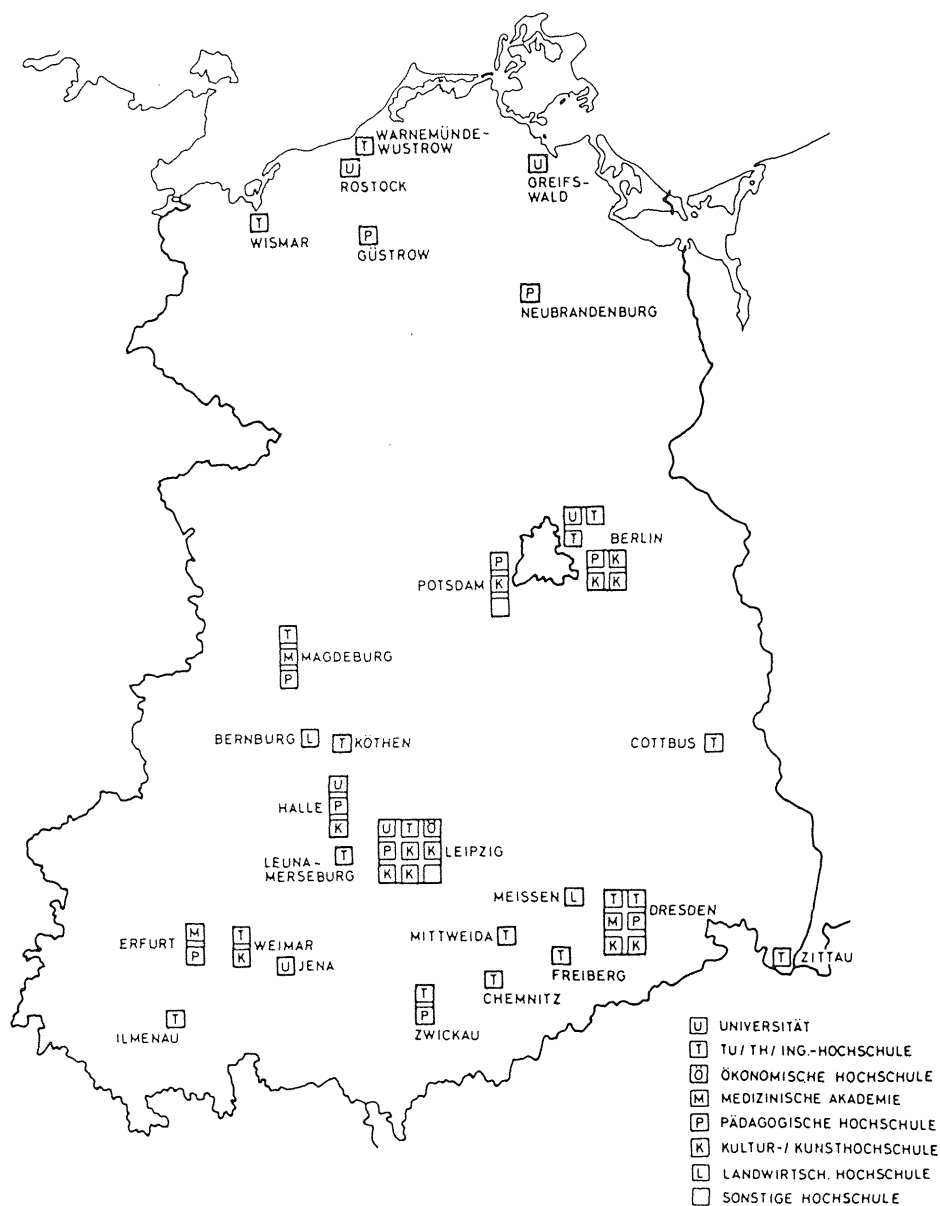 T WARNEMÜNDE-
WUSTROW
U
ROSTOCK
U
GREIFS-
WALD
T
WISMAR
P
GÜSTROW
P
NEUBRANDENBURG
U T
T BERLIN
P K
K K
P
POTSDAM K
T
M MAGDEBURG
P
BERNBURG L
T KÖTHEN
COTTBUS T
U
HALLE P
K
LEUNA-
MERSEBURG
T
U T Ö
P K K LEIPZIG
K K
MEISSEN L
T T
M P DRESDEN
K K
ERFURT M
P
T
K WEIMAR
U JENA
MITTWEIDA T
T
FREIBERG
T ZITTAU
T
CHEMNITZ
T
P
ZWICKAU
T
ILMENAU
U UNIVERSITÄT
T TU/TH/ING.-HOCHSCHULE
Ö ÖKONOMISCHE HOCHSCHULE
M MEDIZINISCHE AKADEMIE
P PÄDAGOGISCHE HOCHSCHULE
K KULTUR-/KUNSTHOCHSCHULE
L LANDWIRTSCH. HOCHSCHULE
SONSTIGE HOCHSCHULE